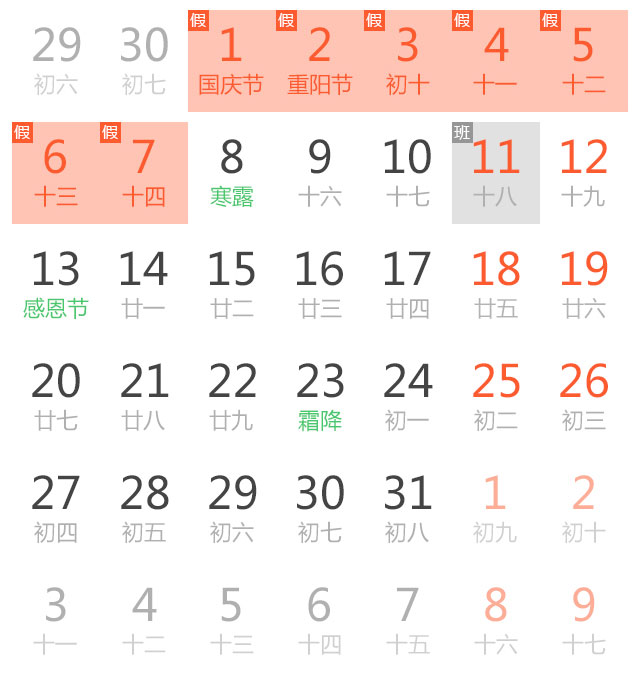 29 30 假 1 假 2 假 3 假 4 假 5
初六 初七 国庆节 重阳节 初十 十一 十二
假 6 假 7 8 9 10 班 11 12
十三 十四 寒露 十六 十七 十八 十九
13 14 15 16 17 18 19
感恩节 廿一 廿二 廿三 廿四 廿五 廿六
20 21 22 23 24 25 26
廿七 廿八 廿九 霜降 初一 初二 初三
27 28 29 30 31 1 2
初四 初五 初六 初七 初八 初九 初十
3 4 5 6 7 8 9
十一 十二 十三 十四 十五 十六 十七